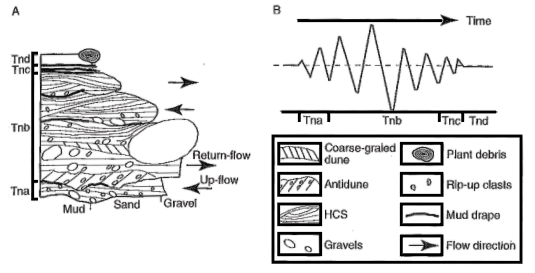 A
Tnd
Tnc
Tnb
Tna
Return-flow
Up-flow
Mud
Sand
Gravel
B
Time
Tna
Tnb
Tnc
Tnd
Coarse-graled
dune
Plant debris
Antidune
Rip-up clasts
HCS
Mud drape
Gravels
Flow direction